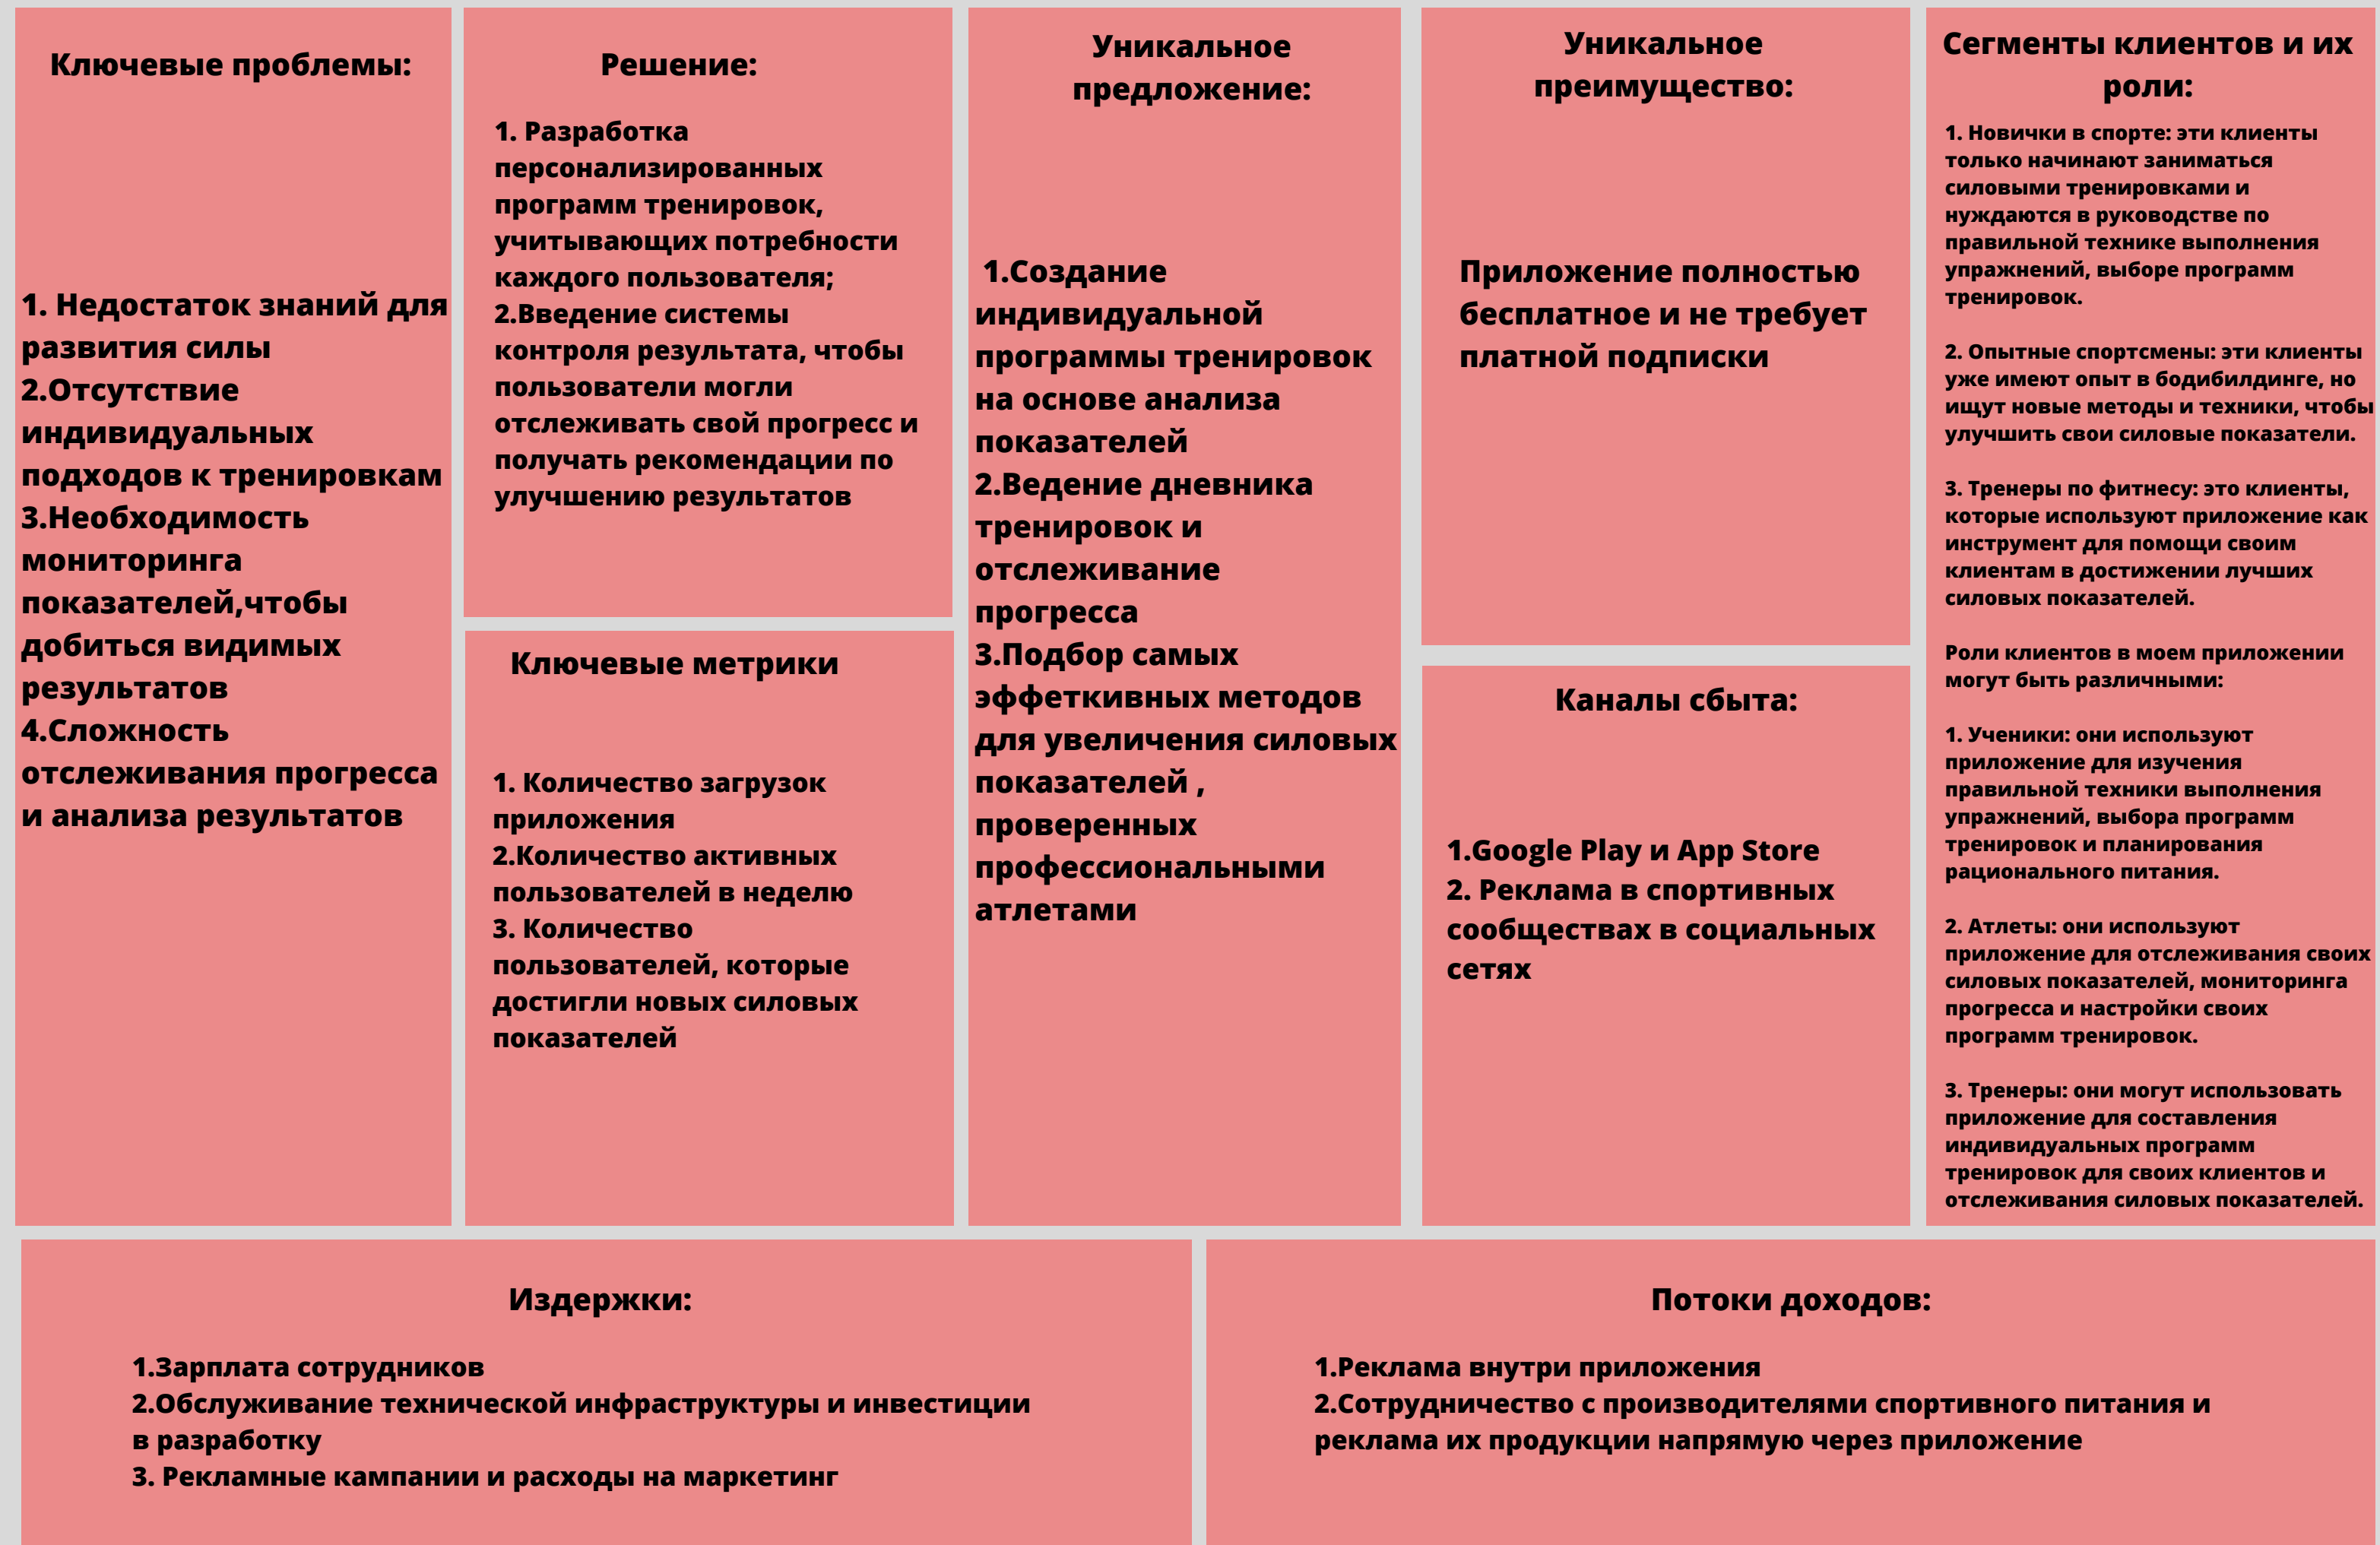 Ключевые проблемы:
1. Недостаток знаний для
развития силы
2.Отсутствие
индивидуальных
подходов к тренировкам
3.Необходимость
мониторинга
показателей,чтобы
добиться видимых
результатов
4.Сложность
отслеживания прогресса
и анализа результатов
Решение:
1. Разработка
персонализированных
программ тренировок,
учитывающих потребности
каждого пользователя;
2.Введение системы
контроля результата, чтобы
пользователи могли
отслеживать свой прогресс и
получать рекомендации по
улучшению результатов
Ключевые метрики
1. Количество загрузок
приложения
2.Количество активных
пользователей в неделю
3. Количество
пользователей, которые
достигли новых силовых
показателей
Уникальное
предложение:
1.Создание
индивидуальной
программы тренировок
на основе анализа
показателей
2.Ведение дневника
тренировок и
отслеживание
прогресса
3.Подбор самых
эффеткивных методов
для увеличения силовых
показателей ,
проверенных
профессиональными
атлетами
Уникальное
преимущество:
Приложение полностью
бесплатное и не требует
платной подписки
Каналы сбыта:
1.Google Play и App Store
2. Реклама в спортивных
сообществах в социальных
сетях
Сегменты клиентов и их
роли:
1. Новички в спорте: эти клиенты
только начинают заниматься
силовыми тренировками и
нуждаются в руководстве по
правильной технике выполнения
упражнений, выборе программ
тренировок.
2. Опытные спортсмены: эти клиенты
уже имеют опыт в бодибилдинге, но
ищут новые методы и техники, чтобы
улучшить свои силовые показатели.
3. Тренеры по фитнесу: это клиенты,
которые используют приложение как
инструмент для помощи своим
клиентам в достижении лучших
силовых показателей.
Роли клиентов в моем приложении
могут быть различными:
1. Ученики: они используют
приложение для изучения
правильной техники выполнения
упражнений, выбора программ
тренировок и планирования
рационального питания.
2. Атлеты: они используют
приложение для отслеживания своих
силовых показателей, мониторинга
прогресса и настройки своих
программ тренировок.
3. Тренеры: они могут использовать
приложение для составления
индивидуальных программ
тренировок для своих клиентов и
отслеживания силовых показателей.
Издержки:
1.Зарплата сотрудников
2.Обслуживание технической инфраструктуры и инвестиции
в разработку
3. Рекламные кампании и расходы на маркетинг
Потоки доходов:
1.Реклама внутри приложения
2.Сотрудничество с производителями спортивного питания и
реклама их продукции напрямую через приложение